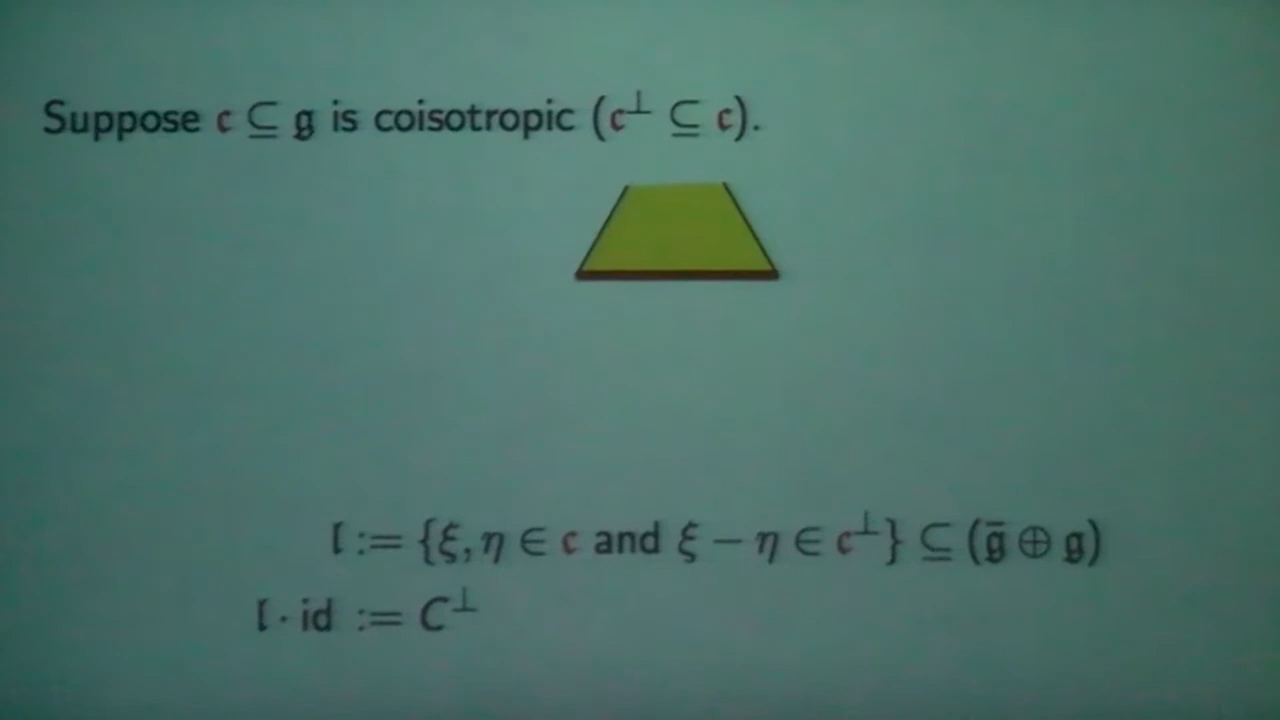 Suppose 𝔠 ⊆ 𝔤 is coisotropic (𝔠^⊥ ⊆ 𝔠).
𝔩 := {ξ, η ∈ 𝔠 and ξ − η ∈ 𝔠^⊥} ⊆ (𝔤̄ ⊕ 𝔤)
𝔩 · id := C^⊥